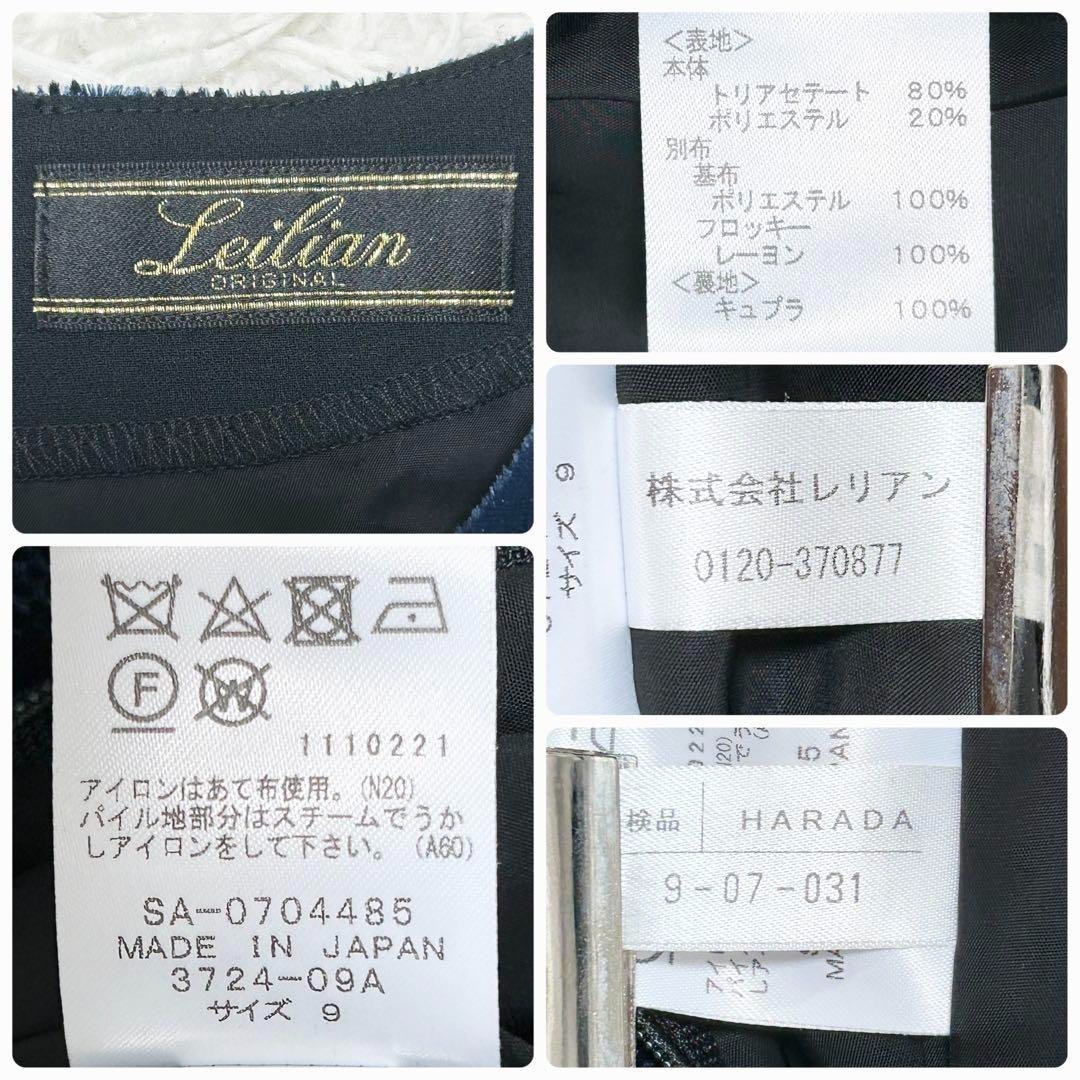 Leilian
ORIGINAL
<表地>
本体
トリアセテート 80%
ポリエステル 20%
別布
基布
ポリエステル 100%
フロッキー
レーヨン 100%
<裏地>
キュプラ 100%
サイズ 9
株式会社レリアン
0120-370877
F
W
1110221
アイロンはあて布使用。(N20)
パイル地部分はスチームでうか
しアイロンをして下さい。(A60)
SA-0704485
MADE IN JAPAN
3724-09A
サイズ 9
検品 HARADA
9-07-031